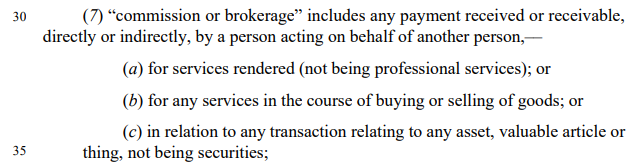 30 (7) “commission or brokerage” includes any payment received or receivable,
directly or indirectly, by a person acting on behalf of another person,—
(a) for services rendered (not being professional services); or
(b) for any services in the course of buying or selling of goods; or
(c) in relation to any transaction relating to any asset, valuable article or
35 thing, not being securities;